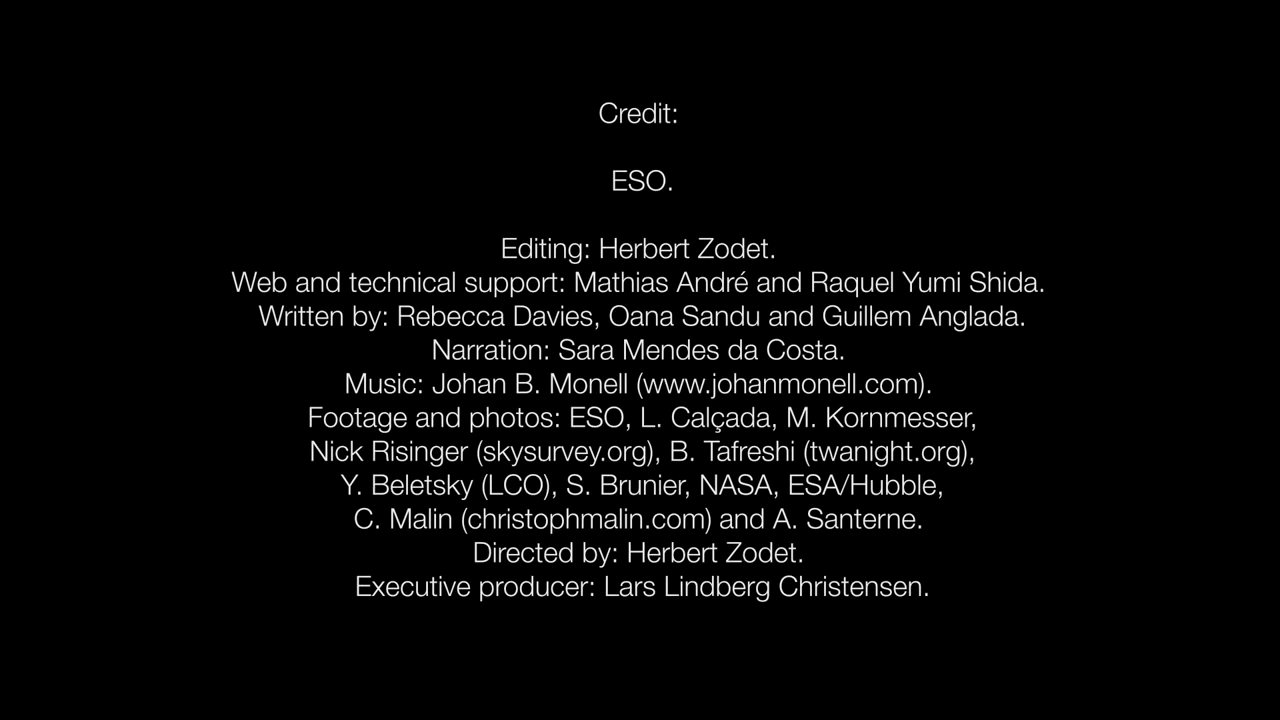 Credit:
ESO.
Editing: Herbert Zodet.
Web and technical support: Mathias André and Raquel Yumi Shida.
Written by: Rebecca Davies, Oana Sandu and Guillem Anglada.
Narration: Sara Mendes da Costa.
Music: Johan B. Monell (www.johanmonell.com).
Footage and photos: ESO, L. Calçada, M. Kornmesser,
Nick Risinger (skysurvey.org), B. Tafreshi (twanight.org),
Y. Beletsky (LCO), S. Brunier, NASA, ESA/Hubble,
C. Malin (christophmalin.com) and A. Santerne.
Directed by: Herbert Zodet.
Executive producer: Lars Lindberg Christensen.